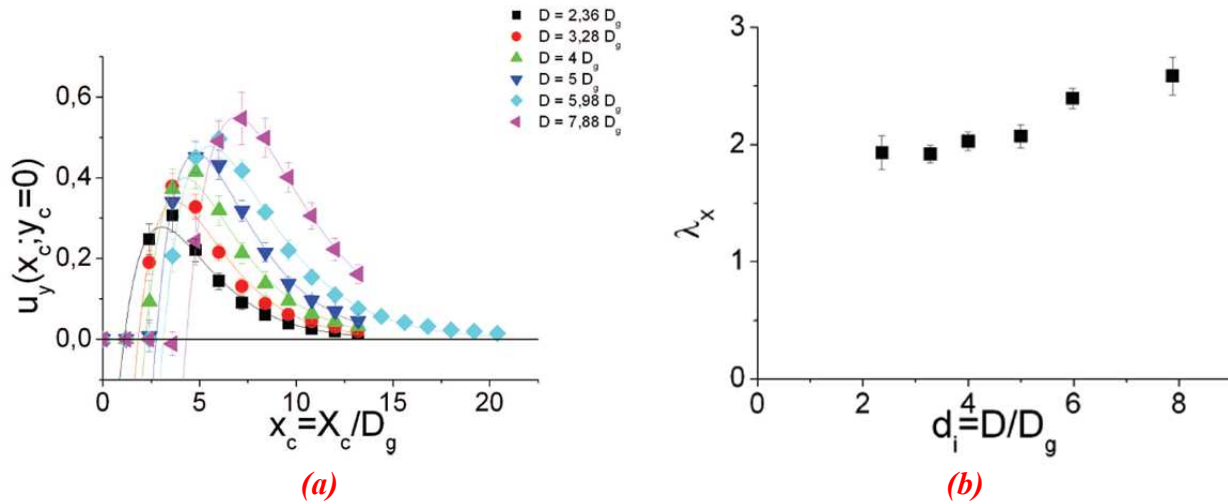 D = 2,36 D_g
D = 3,28 D_g
D = 4 D_g
D = 5 D_g
D = 5,98 D_g
D = 7,88 D_g
0,6
0,4
0,2
0,0
u_y(x_c;y_c=0)
0 5 10 15 20
x_c=X_c/D_g
(a)
3
2
1
0
λ_x
0 2 4 6 8
d_i=D/D_g
(b)